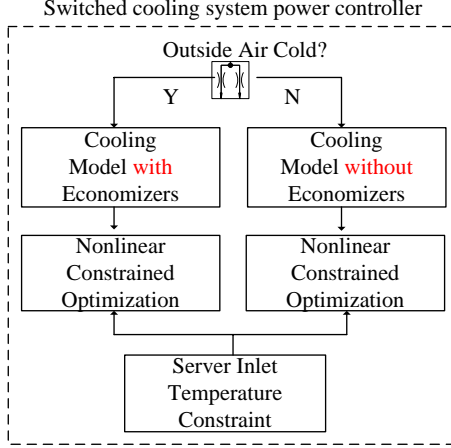 Switched cooling system power controller
Outside Air Cold?
Y
N
Cooling
Model with
Economizers
Cooling
Model without
Economizers
Nonlinear
Constrained
Optimization
Nonlinear
Constrained
Optimization
Server Inlet
Temperature
Constraint